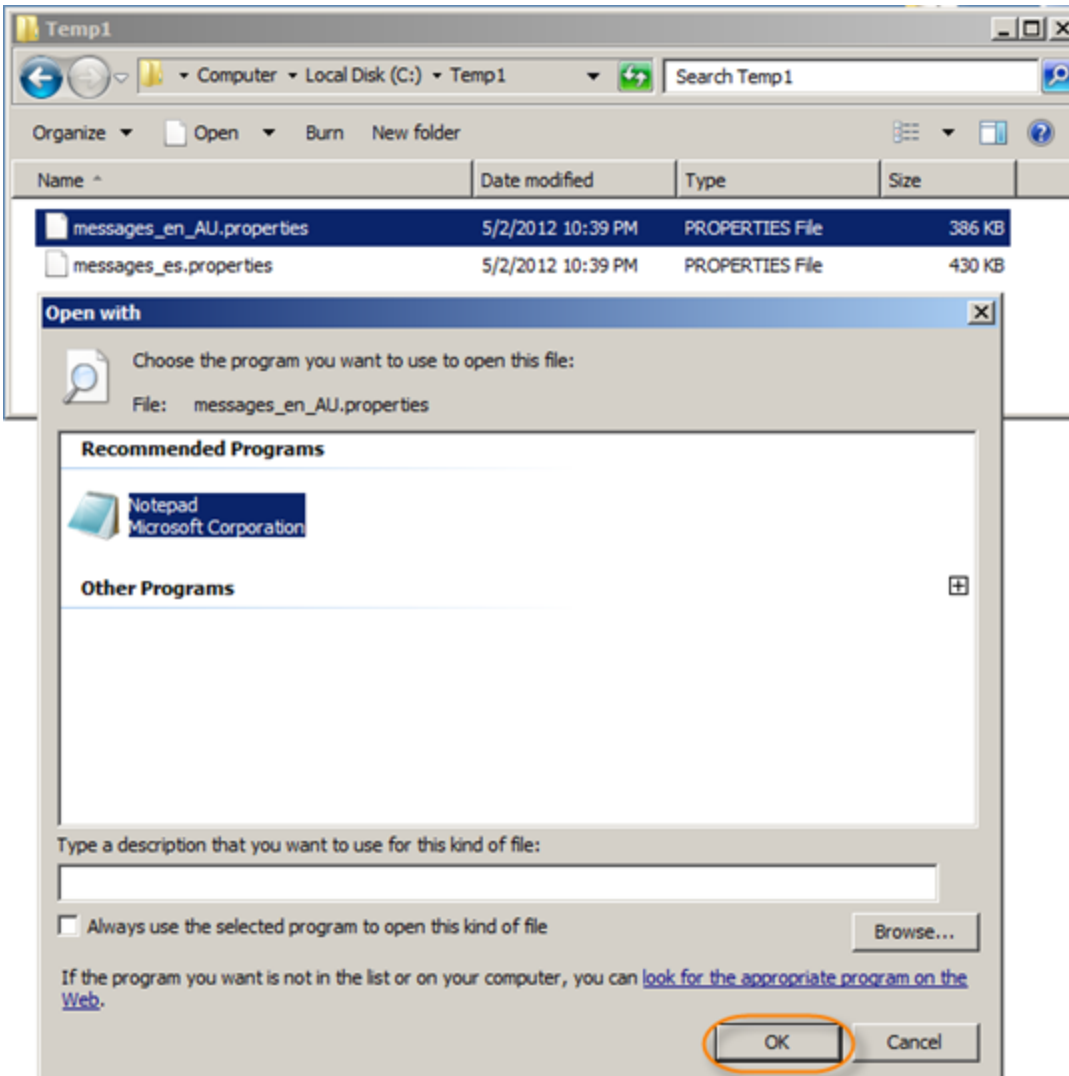 Temp1
Computer Local Disk (C:) Temp1 Search Temp1
Organize Open Burn New folder
Name Date modified Type Size
messages_en_AU.properties 5/2/2012 10:39 PM PROPERTIES File 386 KB
messages_es.properties 5/2/2012 10:39 PM PROPERTIES File 430 KB
Open with
Choose the program you want to use to open this file:
File: messages_en_AU.properties
Recommended Programs
Notepad
Microsoft Corporation
Other Programs
Type a description that you want to use for this kind of file:
Always use the selected program to open this kind of file
Browse...
If the program you want is not in the list or on your computer, you can look for the appropriate program on the
Web.
OK Cancel